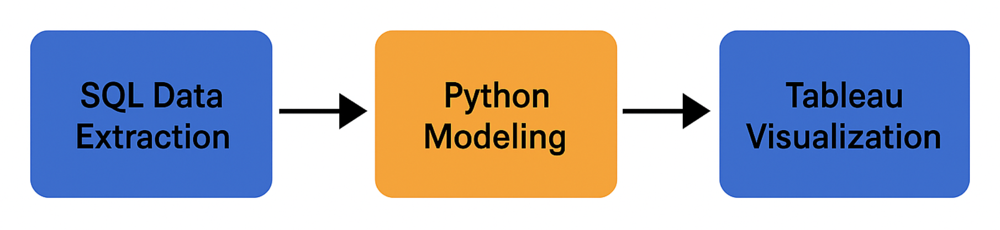 SQL Data
Extraction
Python
Modeling
Tableau
Visualization